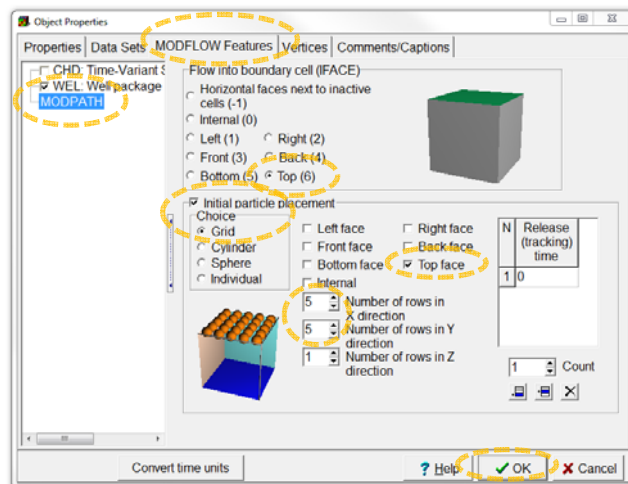 Object Properties
Properties Data Sets MODFLOW Features Vertices Comments/Captions
CHD: Time-Variant S
WEL: Well package
MODPATH
Flow into boundary cell (IFACE)
Horizontal faces next to inactive
cells (-1)
Internal (0)
Left (1) Right (2)
Front (3) Back (4)
Bottom (5) Top (6)
Initial particle placement
Choice
Grid
Cylinder
Sphere
Individual
Left face Right face
Front face Back face
Bottom face Top face
Internal
5 Number of rows in
X direction
5 Number of rows in Y
direction
1 Number of rows in Z
direction
N Release
(tracking)
time
1 0
1 Count
Convert time units ? Help OK Cancel